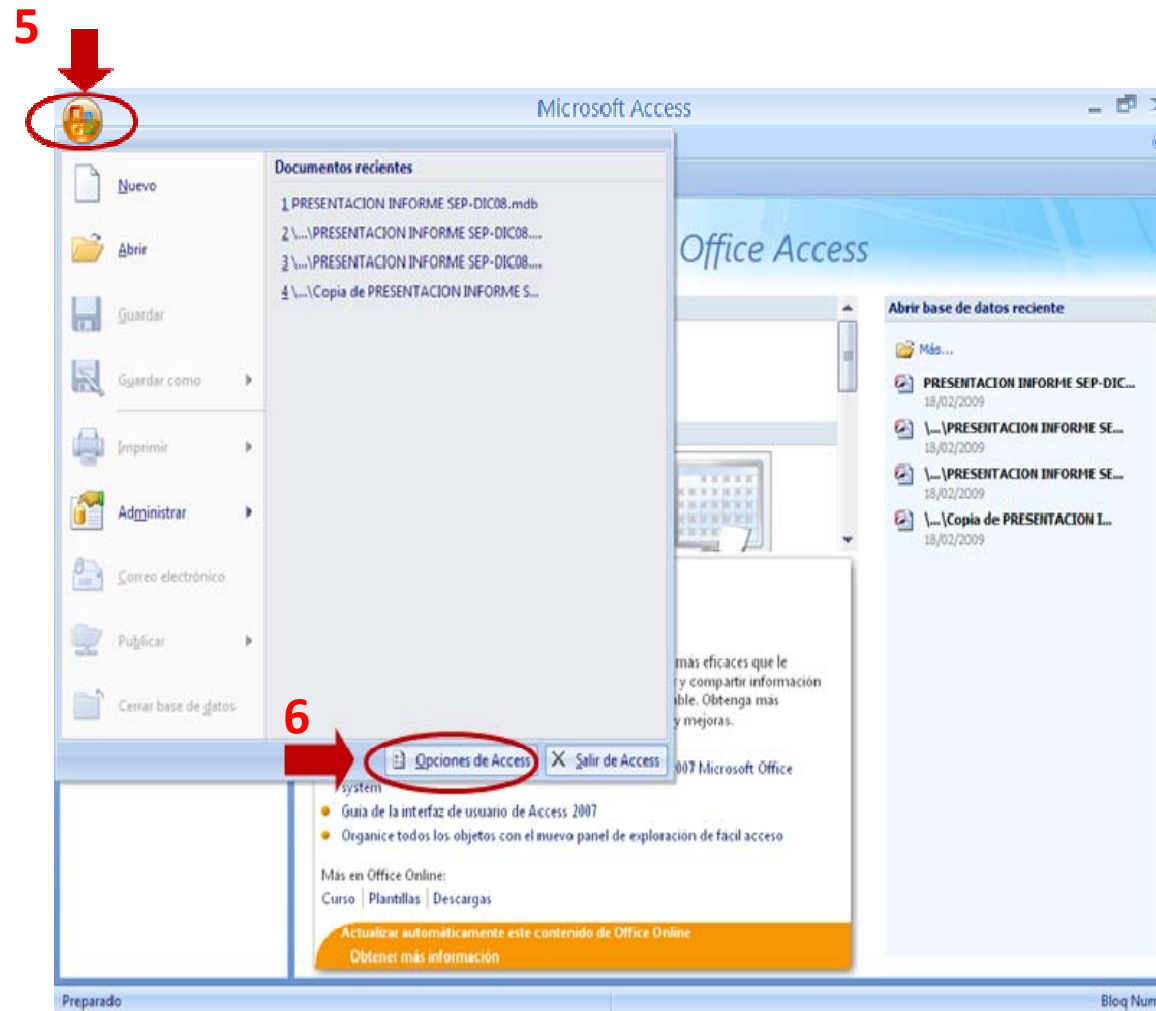 5
Microsoft Access
Nuevo
Abrir
Guardar
Guardar como
Imprimir
Administrar
Correo electrónico
Publicar
Cerrar base de datos
Documentos recientes
1 PRESENTACION INFORME SEP-DIC08.mdb
2 \...\PRESENTACION INFORME SEP-DIC08....
3 \...\PRESENTACION INFORME SEP-DIC08....
4 \...\Copia de PRESENTACION INFORME S...
6
Opciones de Access
Salir de Access
Office Access
más eficaces que le
y compartir información
ble. Obtenga más
y mejoras.
007 Microsoft Office
system
Guía de la interfaz de usuario de Access 2007
Organice todos los objetos con el nuevo panel de exploración de fácil acceso
Más en Office Online:
Curso | Plantillas | Descargas
Actualizar automáticamente este contenido de Office Online
Obtener más información
Abrir base de datos reciente
Más...
PRESENTACION INFORME SEP-DIC...
18/02/2009
\...\PRESENTACION INFORME SE...
18/02/2009
\...\PRESENTACION INFORME SE...
18/02/2009
\...\Copia de PRESENTACION I...
18/02/2009
Preparado
Bloq Num